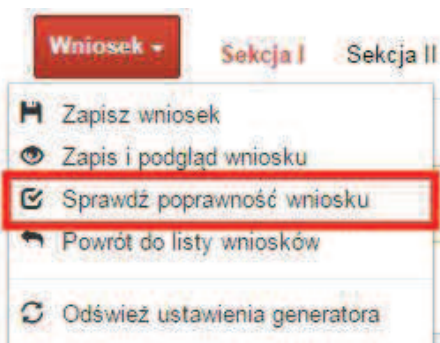 Wniosek Sekcja I Sekcja II
Zapisz wniosek
Zapis i podgląd wniosku
Sprawdź poprawność wniosku
Powrót do listy wniosków
Odśwież ustawienia generatora